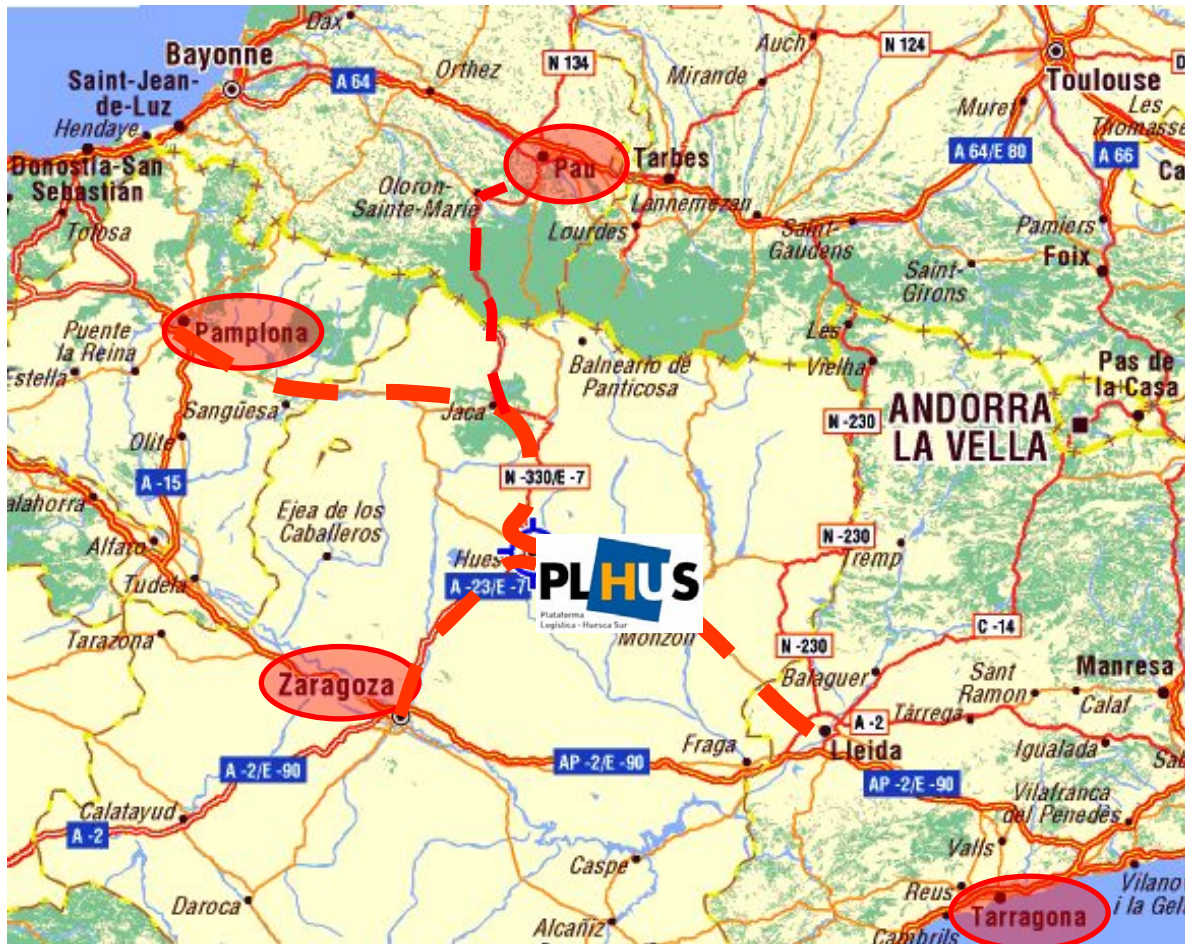 Dax
Auch
N 124
Bayonne
N 134
Mirande
Toulouse
Saint-Jean-
de-Luz
A 64
Orthez
Muret
Les
Thomasse
Hendaye
Donostia-San
Sebastián
Pau
Tarbes
A 64/E 80
A 66
Ca
Oloron-
Sainte-Marie
Lannemezan
Tolosa
Lourdes
Saint-
Gaudens
Pamiers
Foix
Saint-
Girons
Puente
la Reina
Pamplona
Les
Balneario de
Panticosa
Vielha
Pas de
la Casa
Estella
Sangüesa
Jaca
N -230
ANDORRA
LA VELLA
Olite
A -15
N -330/E -7
alahorra
Ejea de los
Caballeros
Alfaro
N -230
Tremp
Hues
Tudela
A -23/E -7
PLHUS
Plataforma
Logística - Huesca Sur
Tarazona
Monzón
C -14
N -230
Balaguer
Sant
Ramon
Manresa
Calaf
Zaragoza
A -2
Tàrrega
Lleida
Igualada
Sab
Fraga
A -2/E -90
AP -2/E -90
AP -2/E -90
Calatayud
A -2
Vilafranca
del Penedès
Valls
Caspe
Reus
Vilano
i la Gel
Daroca
Tarragona
Alcañiz
Cambrils